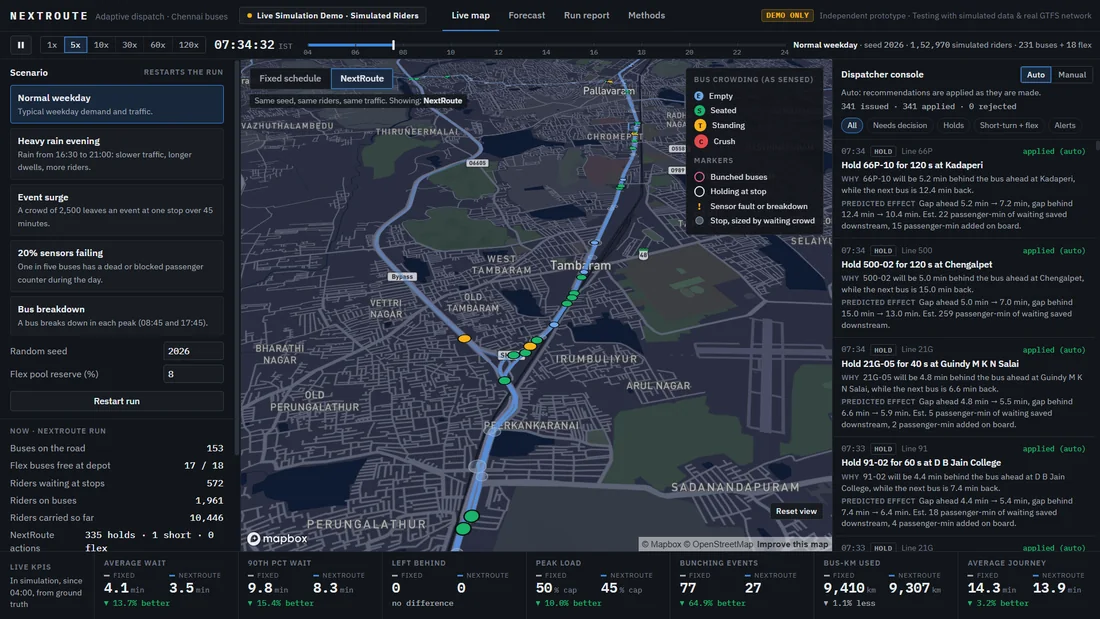 NEXTROUTE Adaptive dispatch · Chennai buses
Live Simulation Demo · Simulated Riders
Live map Forecast Run report Methods
DEMO ONLY Independent prototype · Testing with simulated data & real GTFS network
1x 5x 10x 30x 60x 120x 07:34:32 IST
04 06 08 10 12 14 16 18 20 22 24
Normal weekday · seed 2026 · 1,52,970 simulated riders · 231 buses + 18 flex
Scenario RESTARTS THE RUN
Normal weekday
Typical weekday demand and traffic.
Heavy rain evening
Rain from 16:30 to 21:00: slower traffic, longer
dwells, more riders.
Event surge
A crowd of 2,500 leaves an event at one stop over 45
minutes.
20% sensors failing
One in five buses has a dead or blocked passenger
counter during the day.
Bus breakdown
A bus breaks down in each peak (08:45 and 17:45).
Random seed 2026
Flex pool reserve (%) 8
Restart run
NOW · NEXTROUTE RUN
Buses on the road 153
Flex buses free at depot 17 / 18
Riders waiting at stops 572
Riders on buses 1,961
Riders carried so far 10,446
NextRoute actions 335 holds · 1 short · 0 flex
Fixed schedule NextRoute
Same seed, same riders, same traffic. Showing: NextRoute
VAZHUTHALAMBEDU
THIRUNEERMALAI
Pallavaram
CHROMEPET
0660S
O558
O989
48
Bypass
WEST
TAMBARAM
Tambaram
OLD
TAMBARAM
VETTRI
NAGAR
BHARATHI
NAGAR
IRUMBULIYUR
ARUL NAGAR
OLD
PERUNGALATHUR
PEERKANKARANAI
SADANANDAPURAM
PERUNGALATHUR
SELAIYU
BUS CROWDING (AS SENSED)
E Empty
S Seated
T Standing
C Crush
MARKERS
Bunched buses
Holding at stop
! Sensor fault or breakdown
Stop, sized by waiting crowd
Reset view
mapbox
© Mapbox © OpenStreetMap Improve this map
Dispatcher console Auto Manual
Auto: recommendations are applied as they are made.
341 issued · 341 applied · 0 rejected
All Needs decision Holds Short-turn + flex Alerts
07:34 HOLD Line 66P applied (auto)
Hold 66P-10 for 120 s at Kadaperi
WHY 66P-10 will be 5.2 min behind the bus ahead at Kadaperi,
while the next bus is 12.4 min back.
PREDICTED EFFECT Gap ahead 5.2 min → 7.2 min, gap behind
12.4 min → 10.4 min. Est. 22 passenger-min of waiting saved
downstream, 15 passenger-min added on board.
07:34 HOLD Line 500 applied (auto)
Hold 500-02 for 120 s at Chengalpet
WHY 500-02 will be 5.0 min behind the bus ahead at Chengalpet,
while the next bus is 15.0 min back.
PREDICTED EFFECT Gap ahead 5.0 min → 7.0 min, gap behind
15.0 min → 13.0 min. Est. 259 passenger-min of waiting saved
downstream.
07:34 HOLD Line 21G applied (auto)
Hold 21G-05 for 40 s at Guindy M K N Salai
WHY 21G-05 will be 4.8 min behind the bus ahead at Guindy M K
N Salai, while the next bus is 6.6 min back.
PREDICTED EFFECT Gap ahead 4.8 min → 5.5 min, gap behind
6.6 min → 5.9 min. Est. 5 passenger-min of waiting saved
downstream, 2 passenger-min added on board.
07:33 HOLD Line 91 applied (auto)
Hold 91-02 for 60 s at D B Jain College
WHY 91-02 will be 4.4 min behind the bus ahead at D B Jain
College, while the next bus is 7.4 min back.
PREDICTED EFFECT Gap ahead 4.4 min → 5.4 min, gap behind
7.4 min → 6.4 min. Est. 18 passenger-min of waiting saved
downstream, 4 passenger-min added on board.
07:33 HOLD Line 21G applied (auto)
LIVE KPIS
In simulation, since
04:00, from ground
truth
AVERAGE WAIT
FIXED NEXTROUTE
4.1 min 3.5 min
▼ 13.7% better
90TH PCT WAIT
FIXED NEXTROUTE
9.8 min 8.3 min
▼ 15.4% better
LEFT BEHIND
FIXED NEXTROUTE
0 0
no difference
PEAK LOAD
FIXED NEXTROUTE
50 % cap 45 % cap
▼ 10.0% better
BUNCHING EVENTS
FIXED NEXTROUTE
77 27
▼ 64.9% better
BUS-KM USED
FIXED NEXTROUTE
9,410 km 9,307 km
▼ 1.1% less
AVERAGE JOURNEY
FIXED NEXTROUTE
14.3 min 13.9 min
▼ 3.2% better